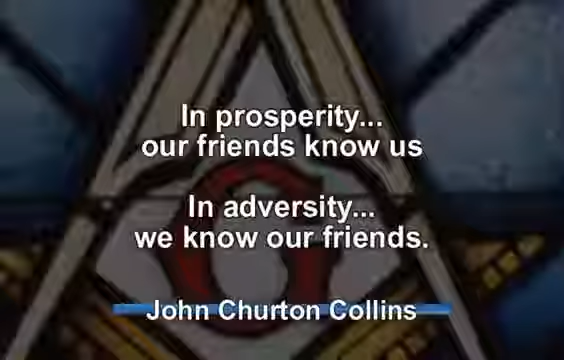 In prosperity...
our friends know us
In adversity...
we know our friends.
John Churton Collins
G